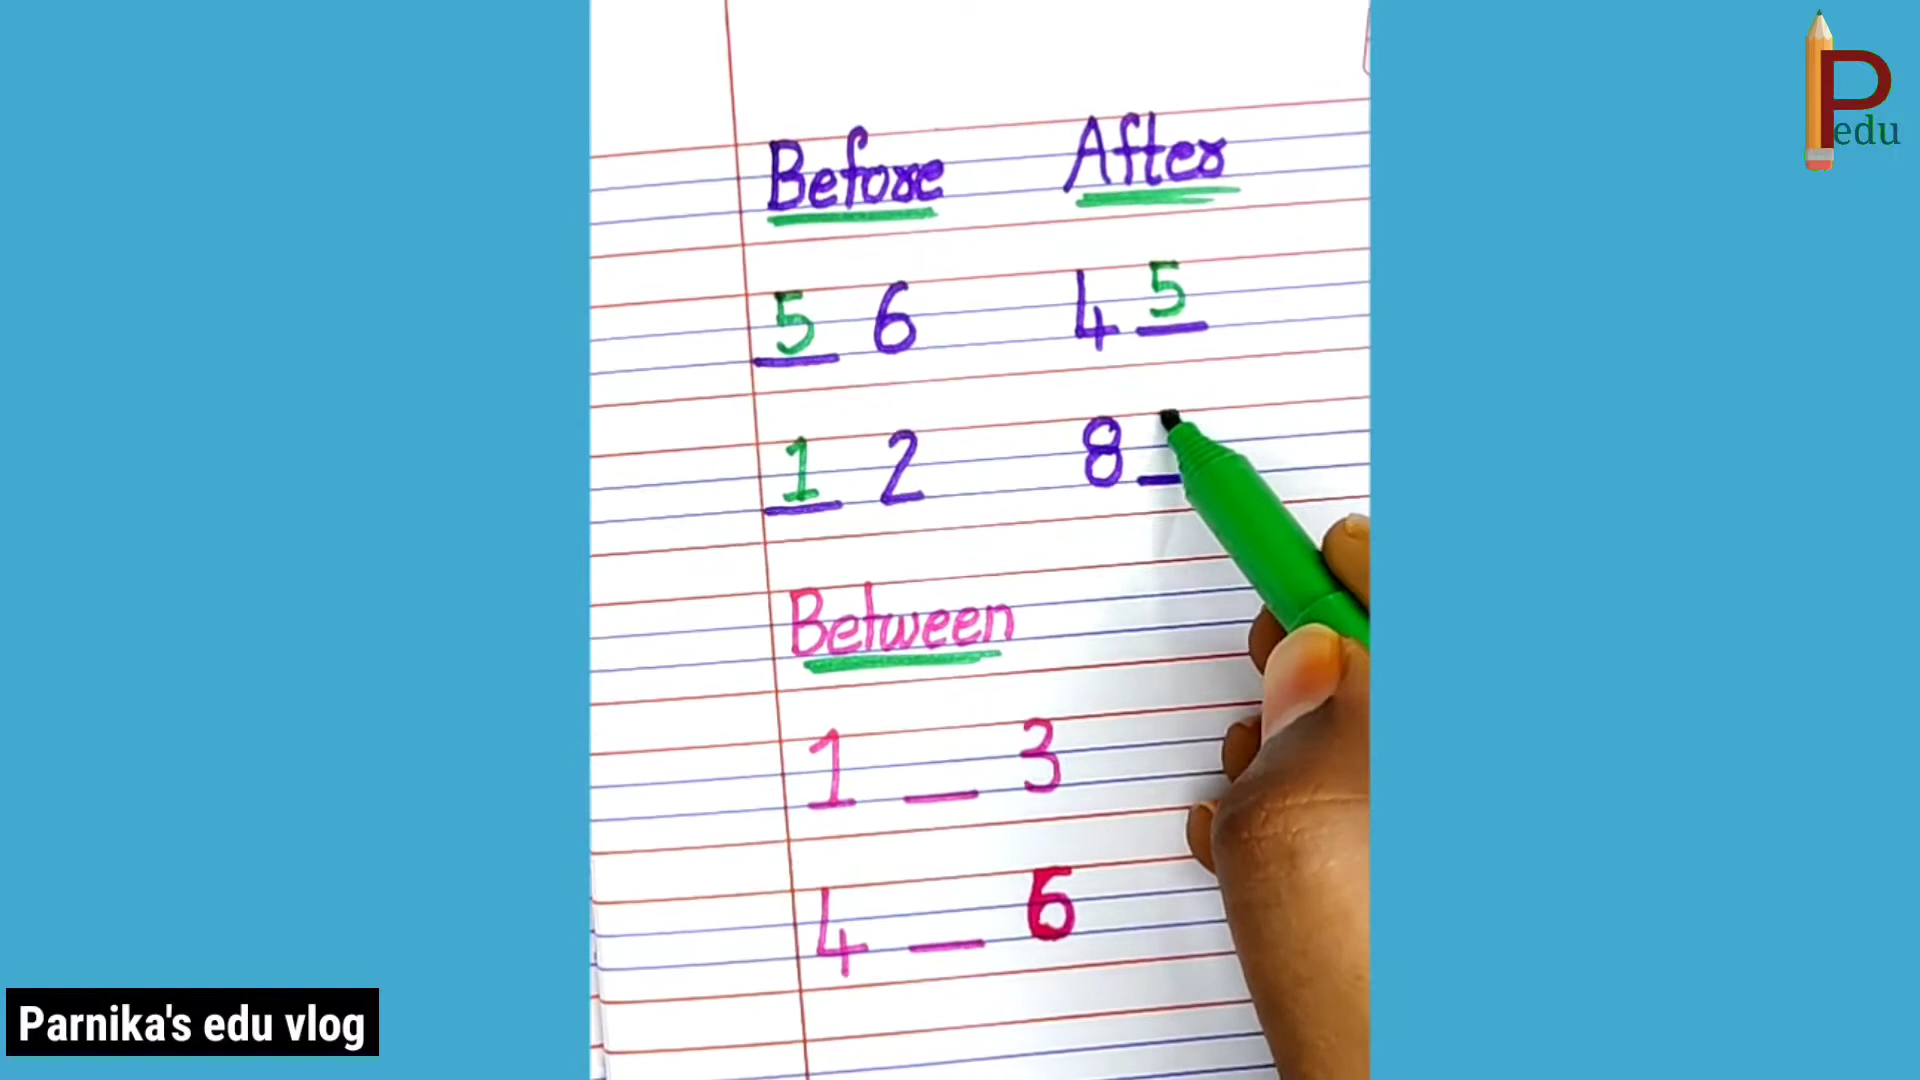 P
edu
Before After
5 6 4 5
1 2 8 _
Between
1 _ 3
4 _ 6
Parnika's edu vlog